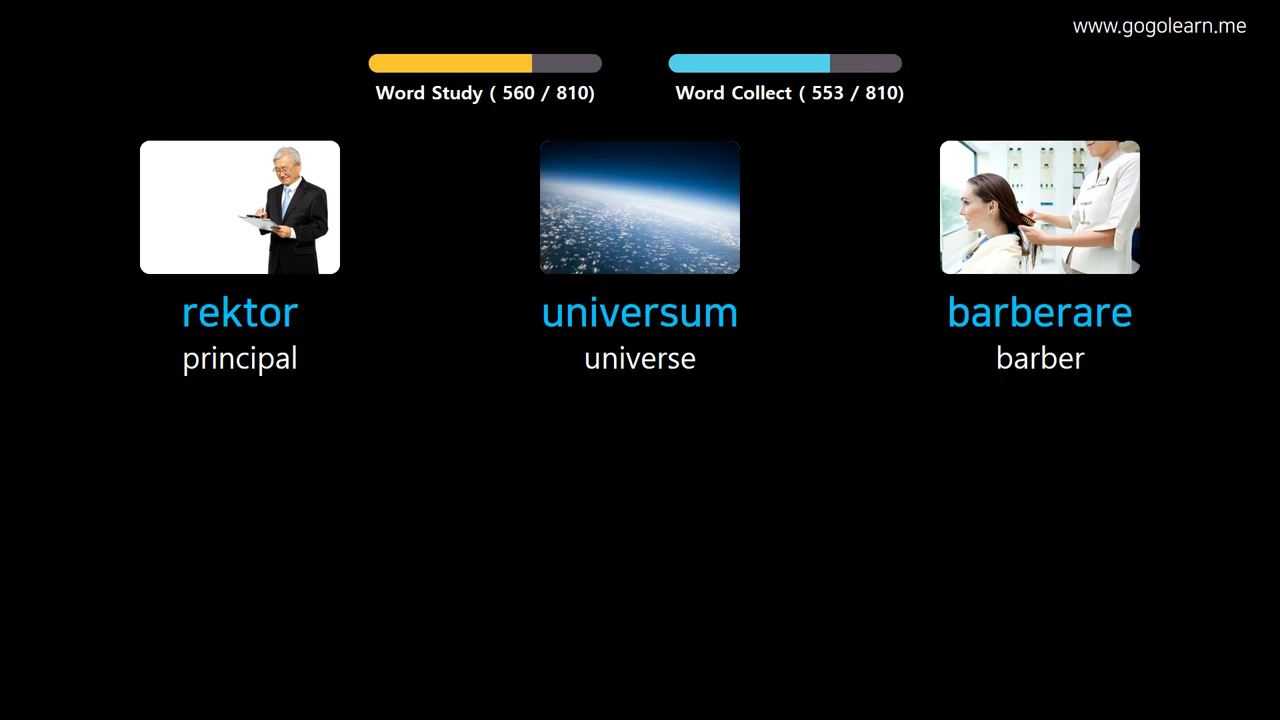 www.gogolearn.me
Word Study ( 560 / 810)
Word Collect ( 553 / 810)
rektor
principal
universum
universe
barberare
barber